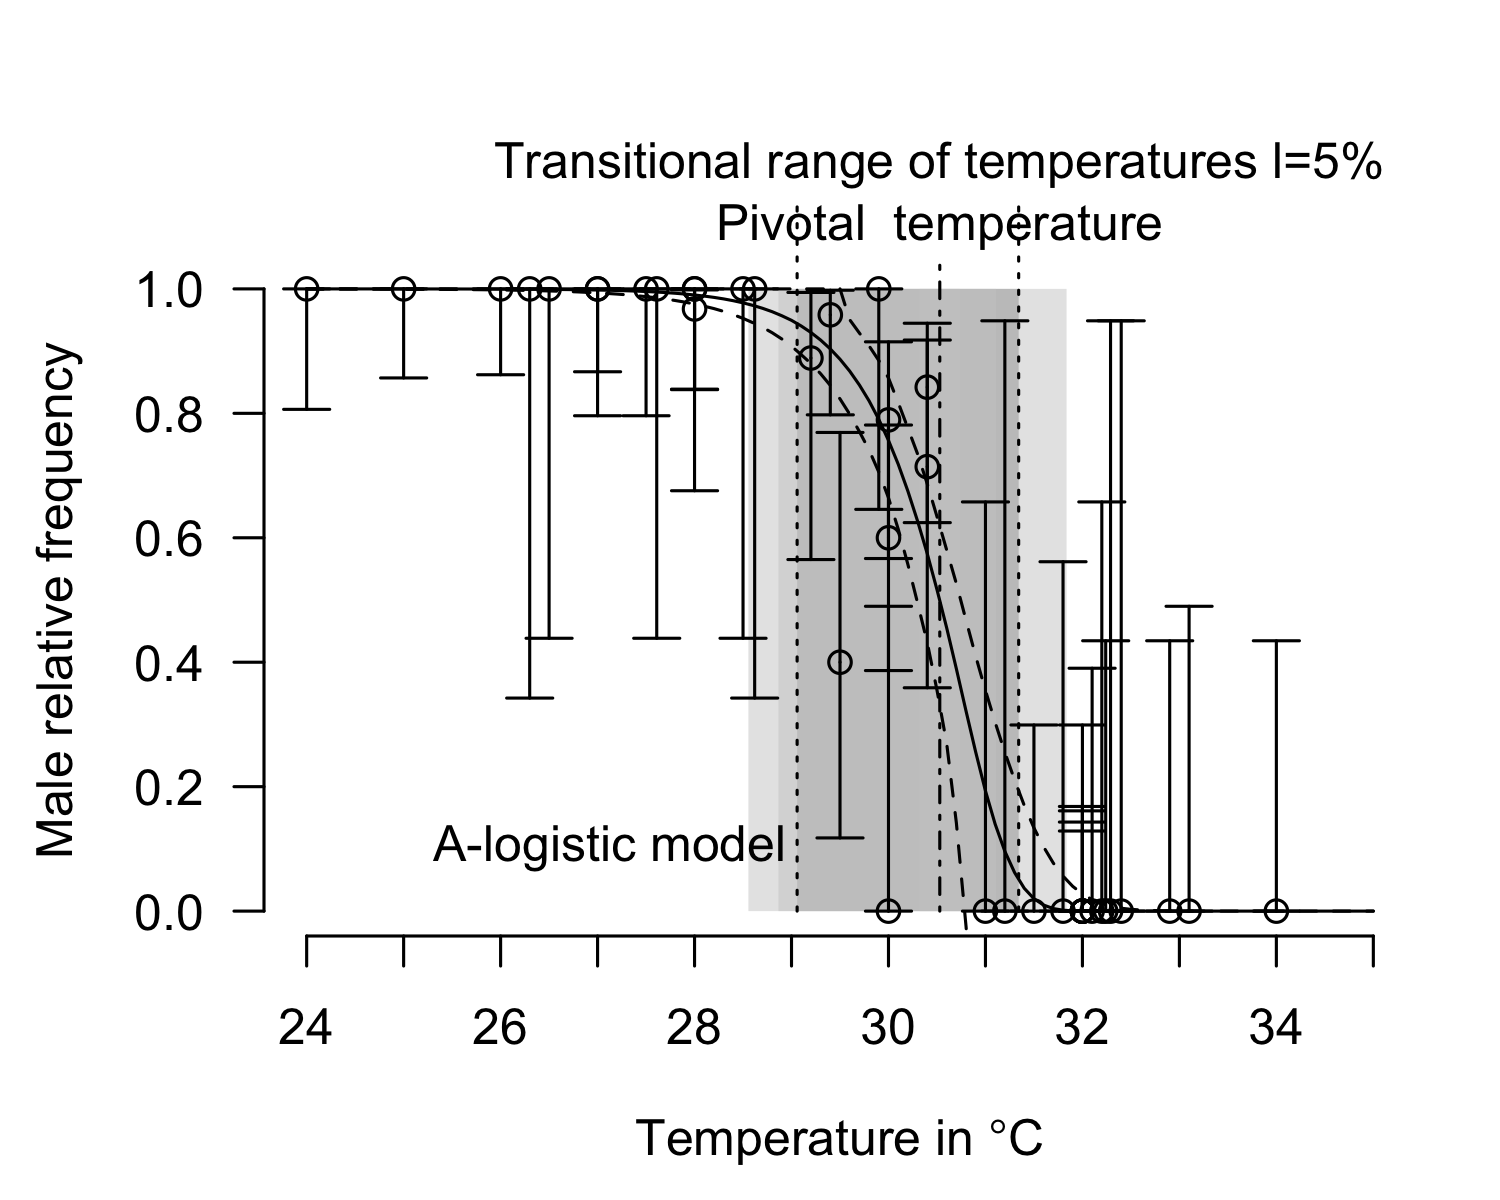 Transitional range of temperatures l=5%
Pivotal  temperature
1.0
0.8
0.6
0.4
0.2
0.0
Male relative frequency
A-logistic model
24 26 28 30 32 34
Temperature in °C